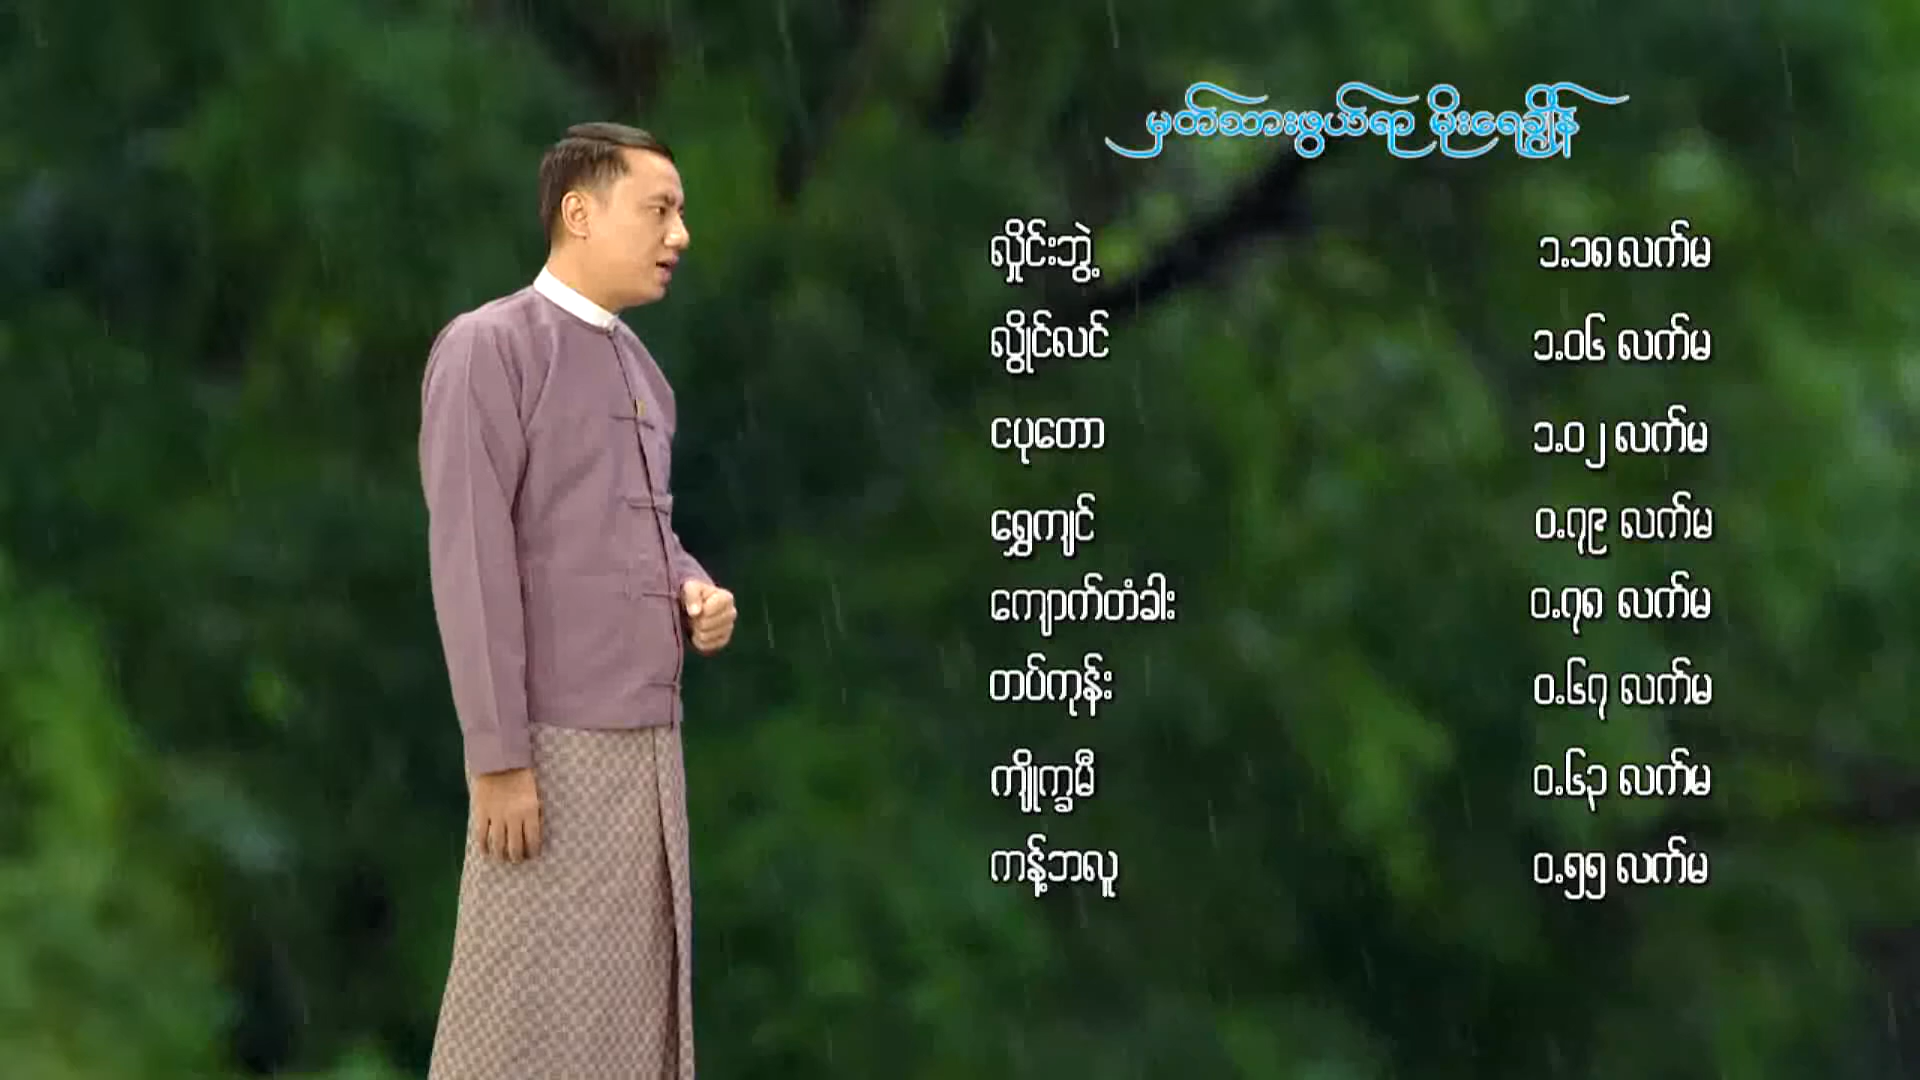 မှတ်သားဖွယ်ရာ မိုးရေချိန်
လှိုင်းဘွဲ့ ၁.၁၈ လက်မ
လွိုင်လင် ၁.၀၆ လက်မ
ငပုတော ၁.၀၂ လက်မ
ရွှေကျင် ၀.၇၉ လက်မ
ကျောက်တံခါး ၀.၇၈ လက်မ
တပ်ကုန်း ၀.၆၇ လက်မ
ကျိုက္ခမီ ၀.၆၃ လက်မ
ကန့်ဘလူ ၀.၅၅ လက်မ